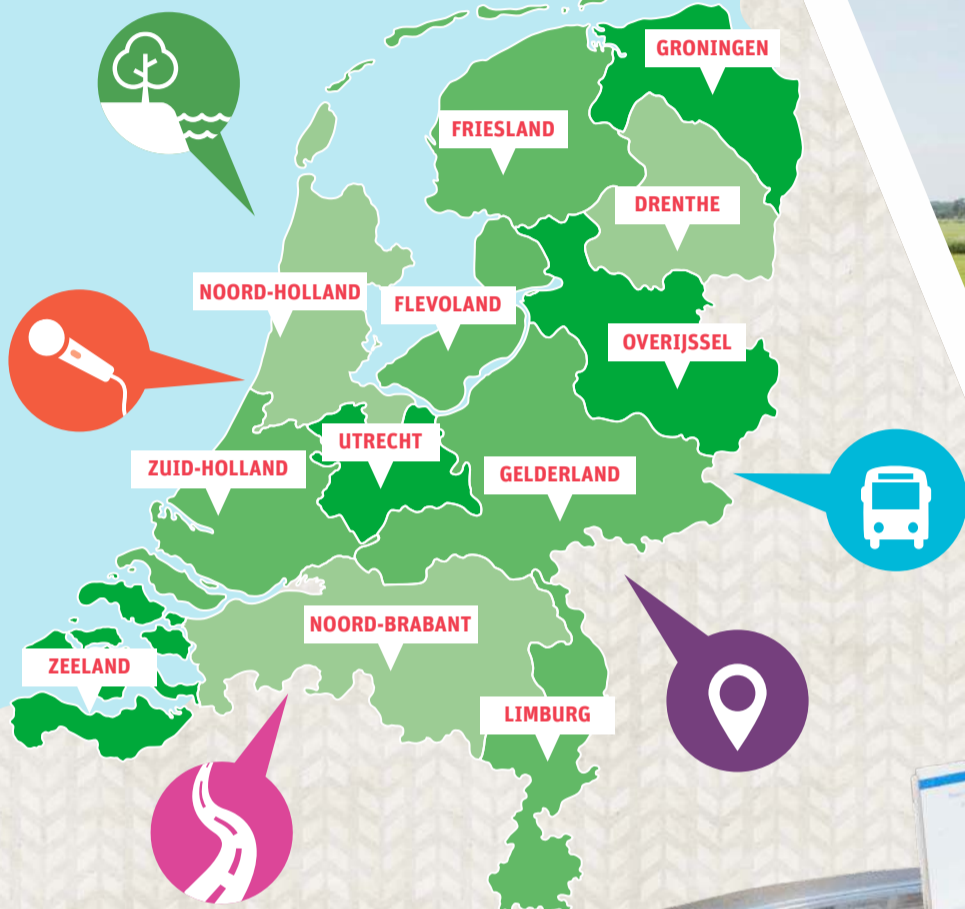 GRONINGEN
FRIESLAND
DRENTHE
NOORD-HOLLAND
FLEVOLAND
OVERIJSSEL
UTRECHT
ZUID-HOLLAND
GELDERLAND
NOORD-BRABANT
ZEELAND
LIMBURG